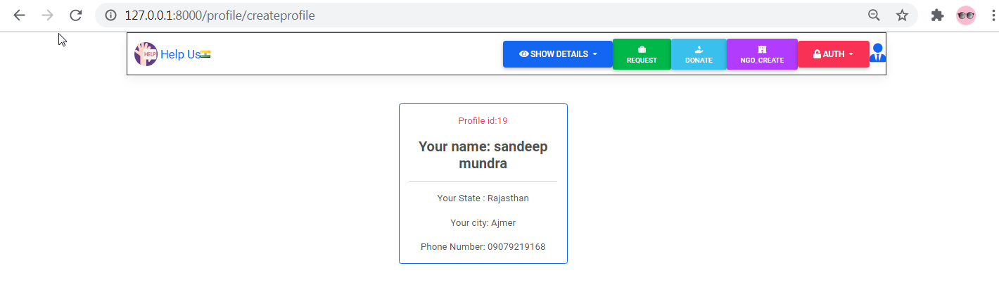 127.0.0.1:8000/profile/createprofile
HELP
Help Us
SHOW DETAILS
REQUEST
DONATE
NGO_CREATE
AUTH
Profile id:19
Your name: sandeep
mundra
Your State : Rajasthan
Your city: Ajmer
Phone Number: 09079219168